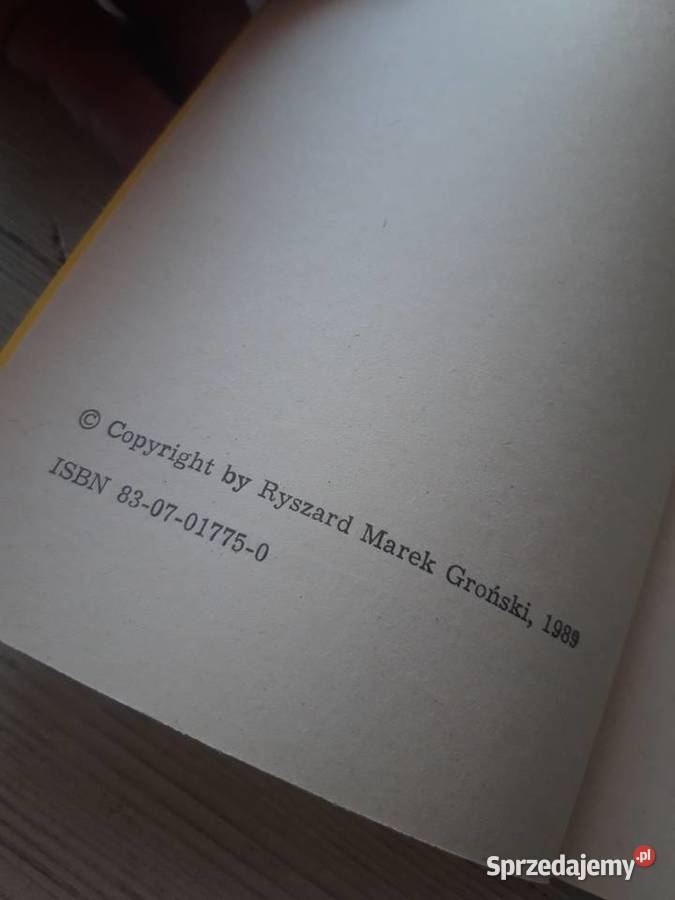 © Copyright by Ryszard Marek Groński, 1989
ISBN 83-07-01775-0
Sprzedajemy.pl